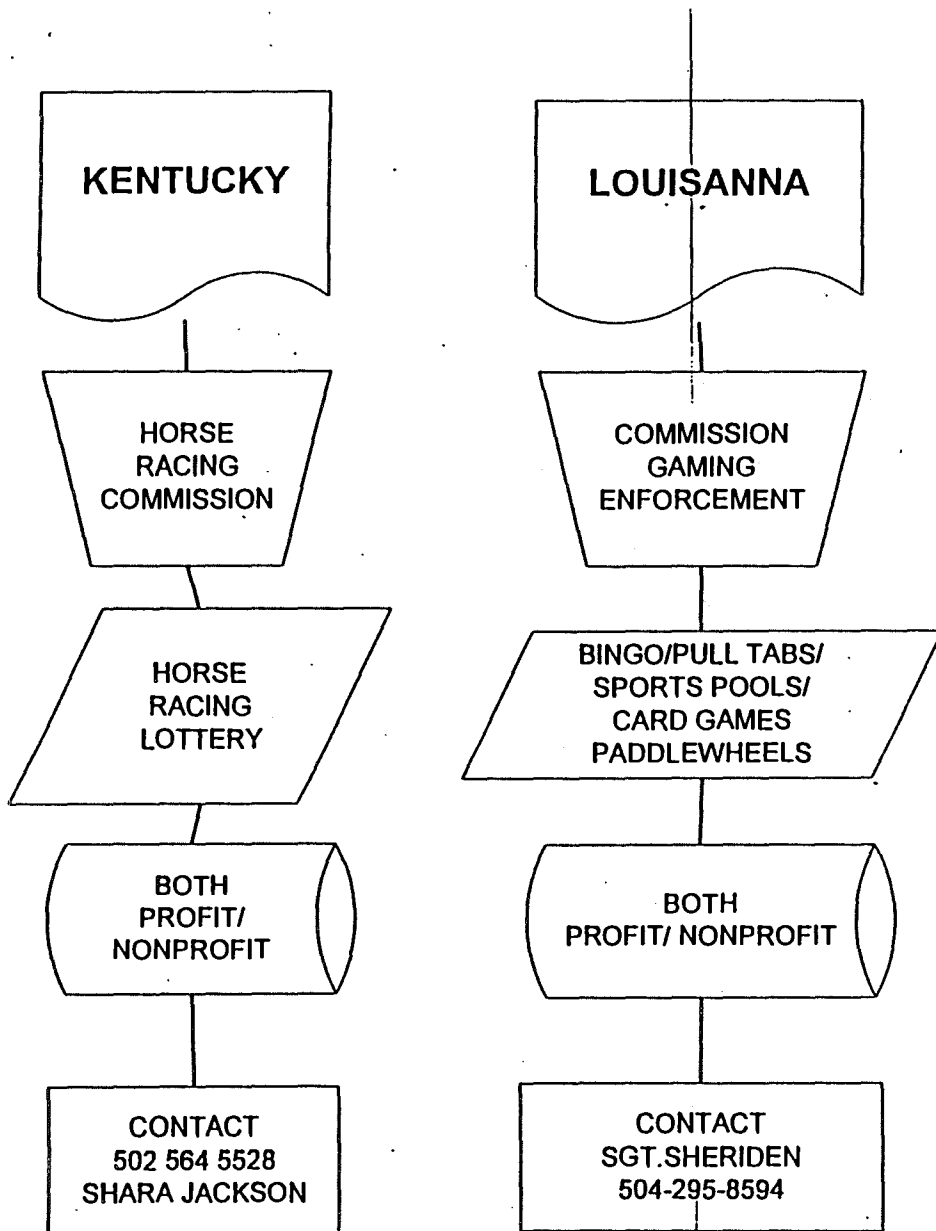 KENTUCKY
HORSE
RACING
COMMISSION
HORSE
RACING
LOTTERY
BOTH
PROFIT/
NONPROFIT
CONTACT
502 564 5528
SHARA JACKSON
LOUISANNA
COMMISSION
GAMING
ENFORCEMENT
BINGO/PULL TABS/
SPORTS POOLS/
CARD GAMES
PADDLEWHEELS
BOTH
PROFIT/ NONPROFIT
CONTACT
SGT.SHERIDEN
504-295-8594